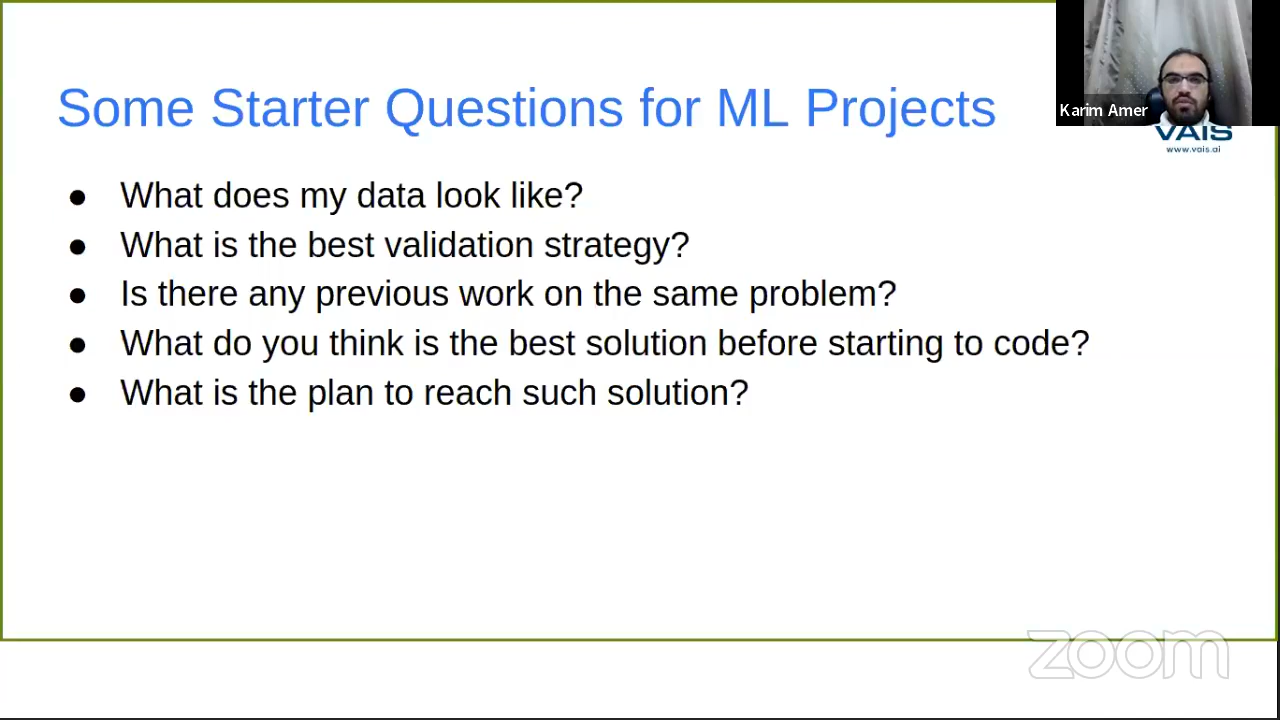 Some Starter Questions for ML Projects
Karim Amer
VAIS
www.vais.ai
● What does my data look like?
● What is the best validation strategy?
● Is there any previous work on the same problem?
● What do you think is the best solution before starting to code?
● What is the plan to reach such solution?
zoom